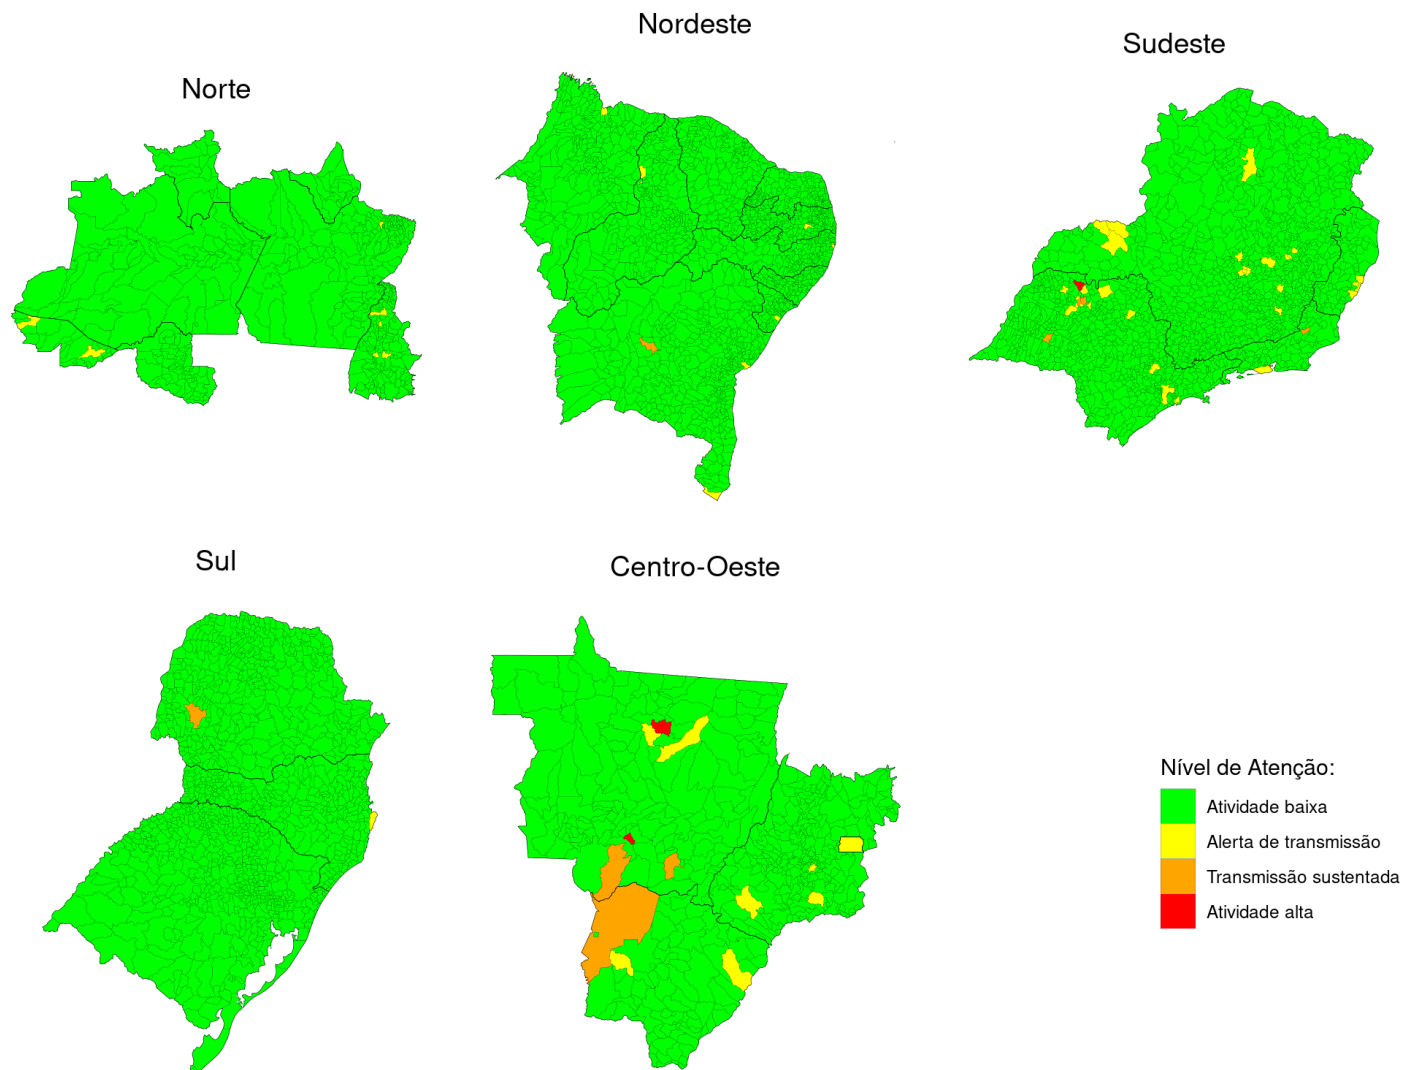 Norte
Nordeste
Sudeste
Sul
Centro-Oeste
Nível de Atenção:
Atividade baixa
Alerta de transmissão
Transmissão sustentada
Atividade alta